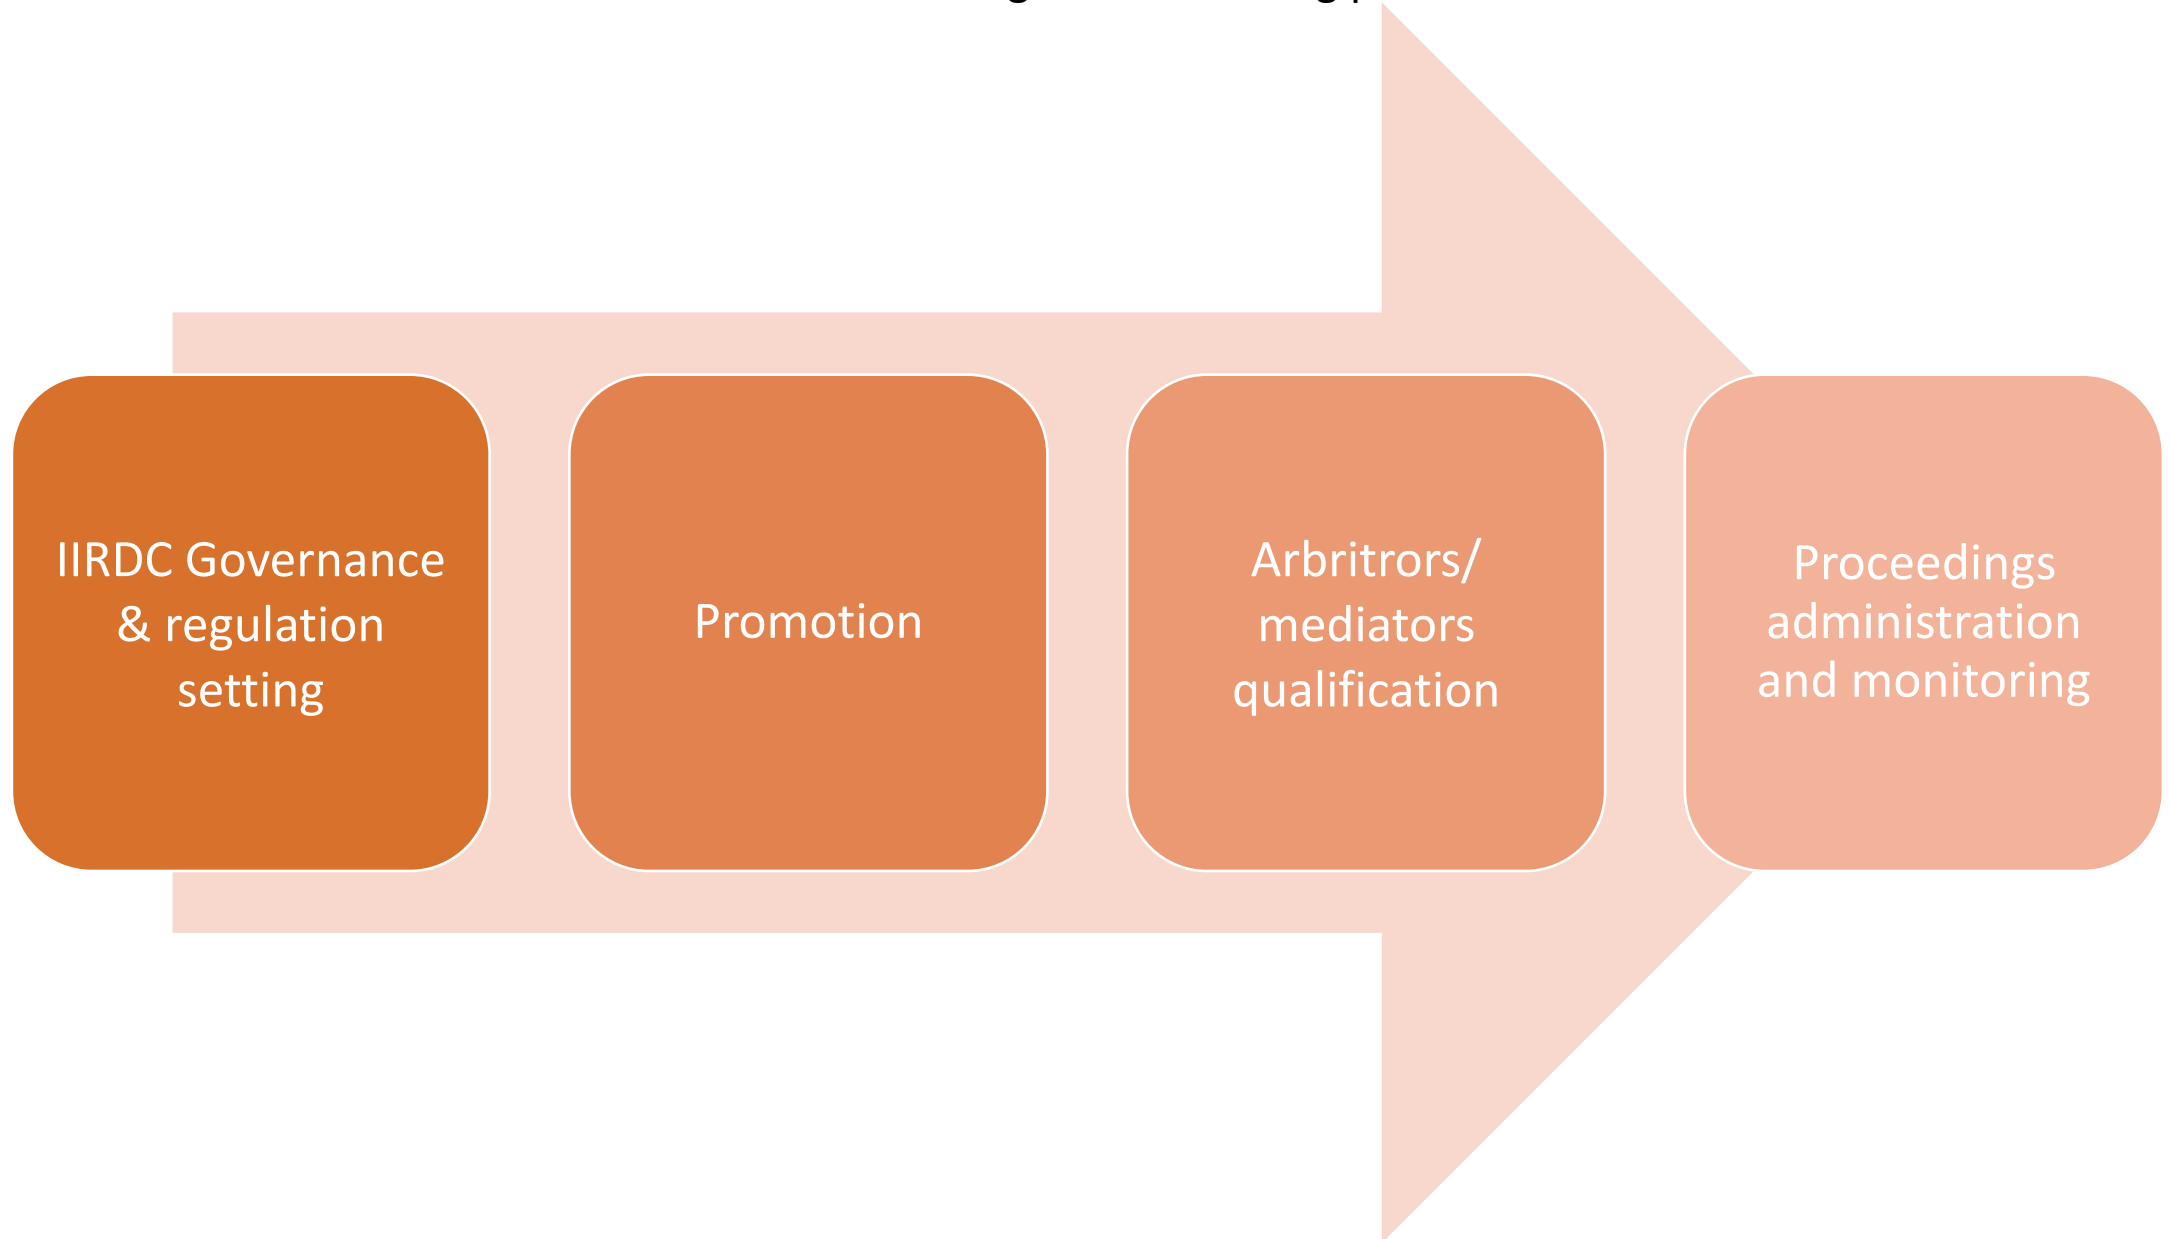 IIRDC Governance
& regulation
setting
Promotion
Arbritrors/
mediators
qualification
Proceedings
administration
and monitoring